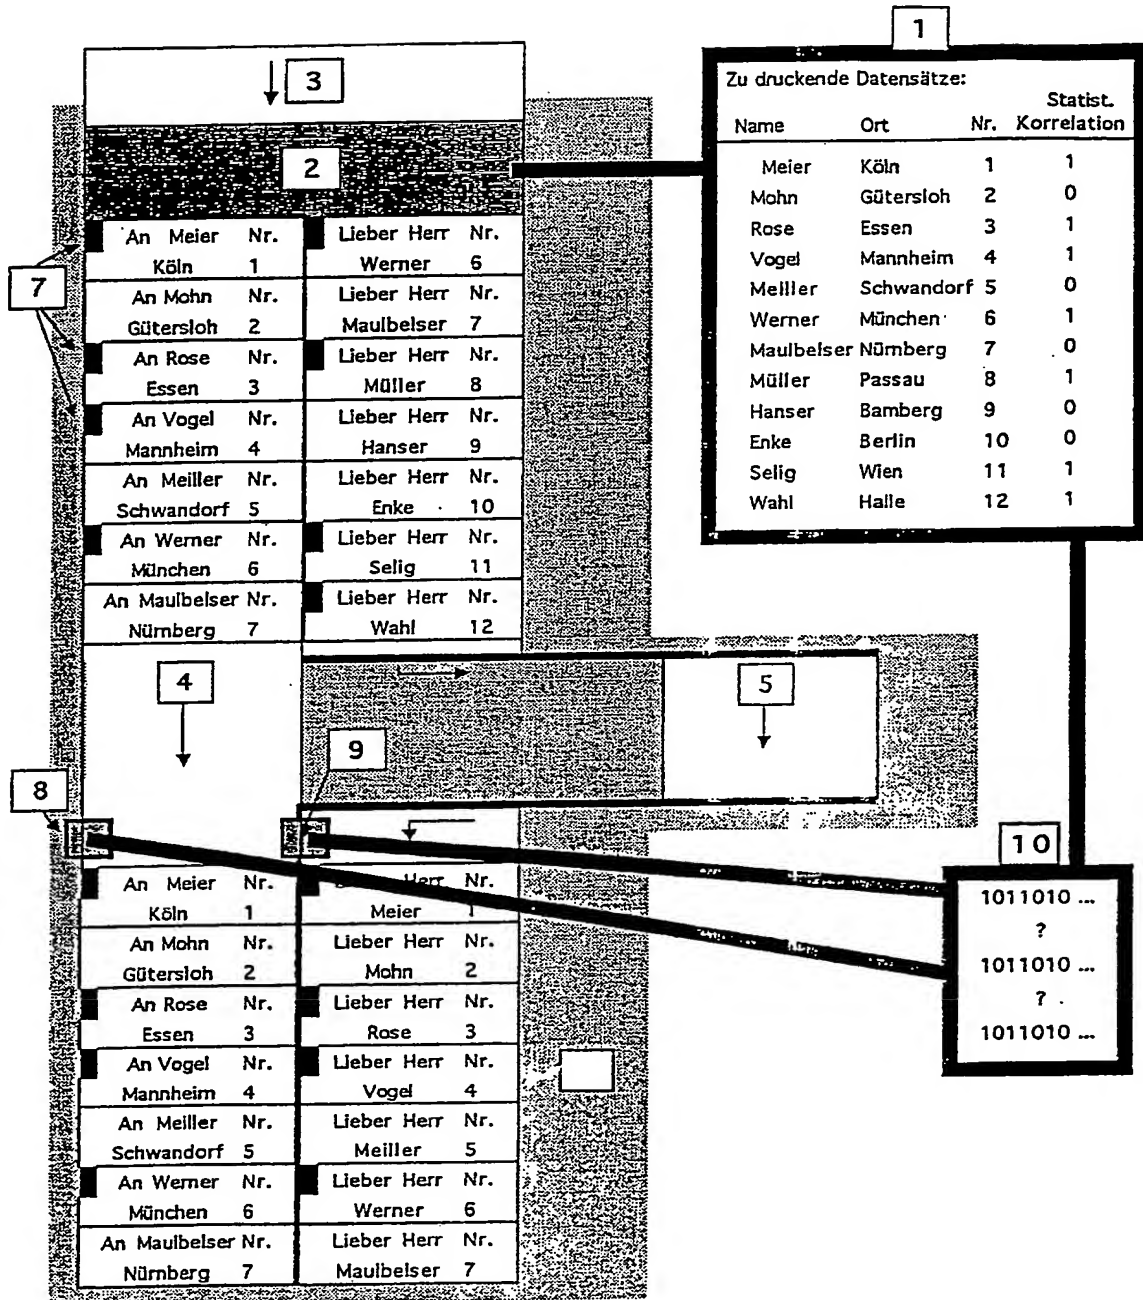 1
Zu druckende Datensätze:
Statist.
Name Ort Nr. Korrelation
Meier Köln 1 1
Mohn Gütersloh 2 0
Rose Essen 3 1
Vogel Mannheim 4 1
Meiller Schwandorf 5 0
Werner München 6 1
Maulbelser Nürnberg 7 0
Müller Passau 8 1
Hanser Bamberg 9 0
Enke Berlin 10 0
Selig Wien 11 1
Wahl Halle 12 1
3
2
7
An Meier Nr. Lieber Herr Nr.
Köln 1 Werner 6
An Mohn Nr. Lieber Herr Nr.
Gütersloh 2 Maulbelser 7
An Rose Nr. Lieber Herr Nr.
Essen 3 Müller 8
An Vogel Nr. Lieber Herr Nr.
Mannheim 4 Hanser 9
An Meiller Nr. Lieber Herr Nr.
Schwandorf 5 Enke 10
An Werner Nr. Lieber Herr Nr.
München 6 Selig 11
An Maulbelser Nr. Lieber Herr Nr.
Nürnberg 7 Wahl 12
4
5
9
8
10
1011010 ...
?
1011010 ...
?
1011010 ...
An Meier Nr. Herr Nr.
Köln 1 Meier 1
An Mohn Nr. Lieber Herr Nr.
Gütersloh 2 Mohn 2
An Rose Nr. Lieber Herr Nr.
Essen 3 Rose 3
An Vogel Nr. Lieber Herr Nr.
Mannheim 4 Vogel 4
An Meiller Nr. Lieber Herr Nr.
Schwandorf 5 Meiller 5
An Werner Nr. Lieber Herr Nr.
München 6 Werner 6
An Maulbelser Nr. Lieber Herr Nr.
Nürnberg 7 Maulbelser 7